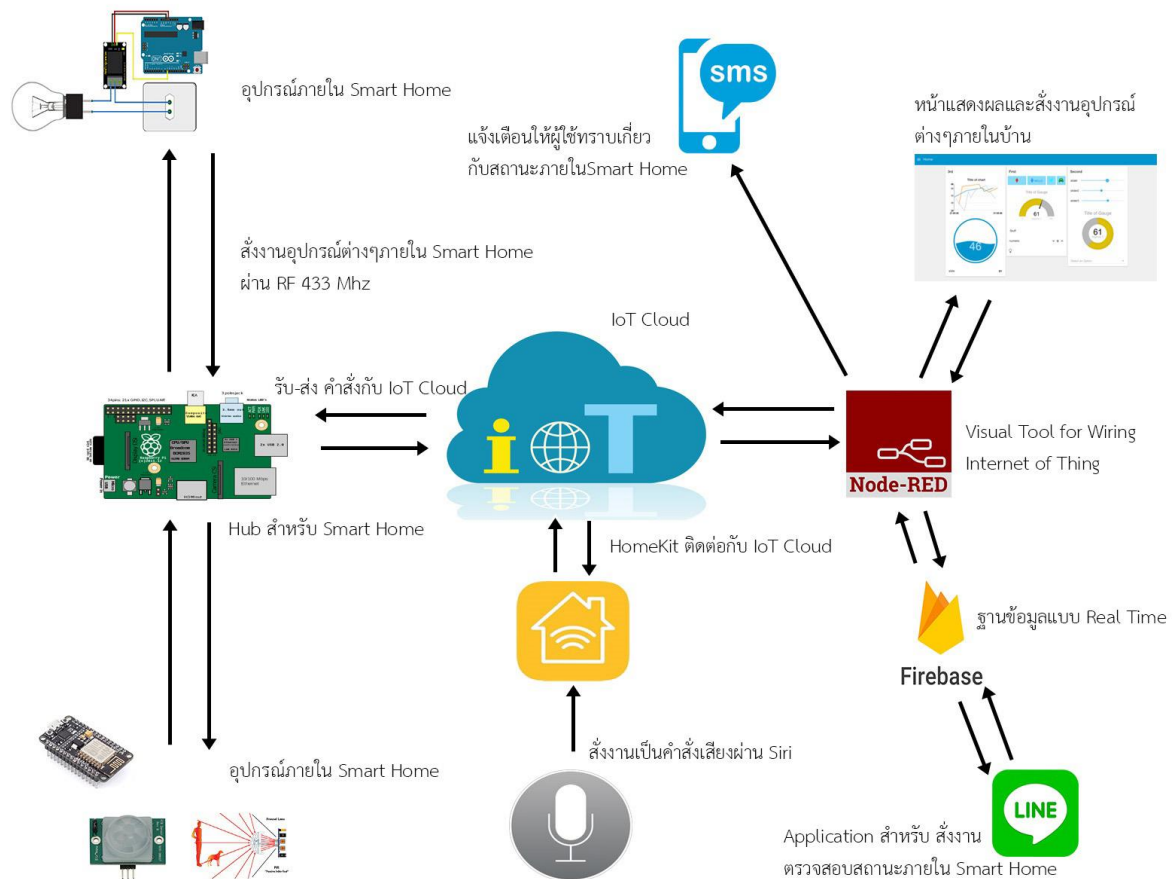 sms
อุปกรณ์ภายใน Smart Home
แจ้งเตือนให้ผู้ใช้ทราบเกี่ยว
กับสถานะภายในSmart Home
หน้าแสดงผลและสั่งงานอุปกรณ์
ต่างๆภายในบ้าน
Title of Gauge
61
61
46
สั่งงานอุปกรณ์ต่างๆภายใน Smart Home
ผ่าน RF 433 Mhz
IoT Cloud
รับ-ส่ง คำสั่งกับ IoT Cloud
iOT
Power
Visual Tool for Wiring
Internet of Thing
Node-RED
Hub สำหรับ Smart Home
HomeKit ติดต่อกับ IoT Cloud
ฐานข้อมูลแบบ Real Time
Firebase
สั่งงานเป็นคำสั่งเสียงผ่าน Siri
อุปกรณ์ภายใน Smart Home
LINE
Application สำหรับ สั่งงาน
ตรวจสอบสถานะภายใน Smart Home